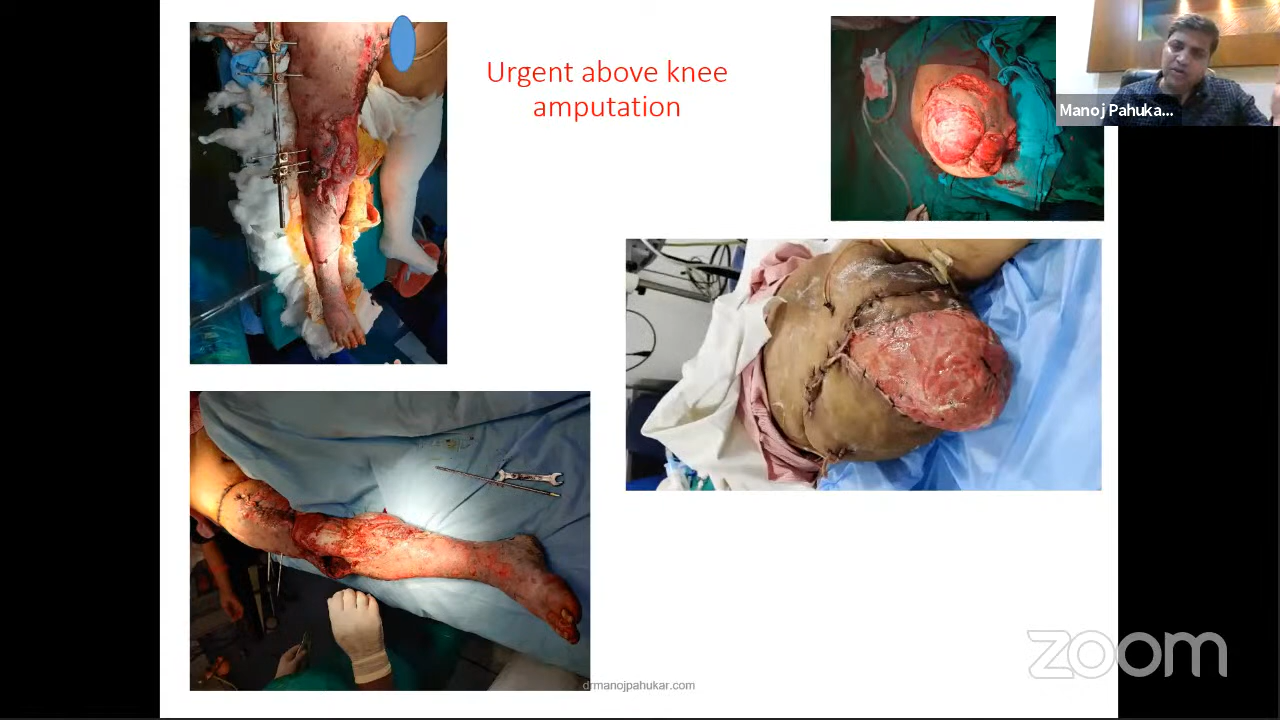 Urgent above knee
amputation
Manoj Pahuka...
drmanojpahukar.com
zoom